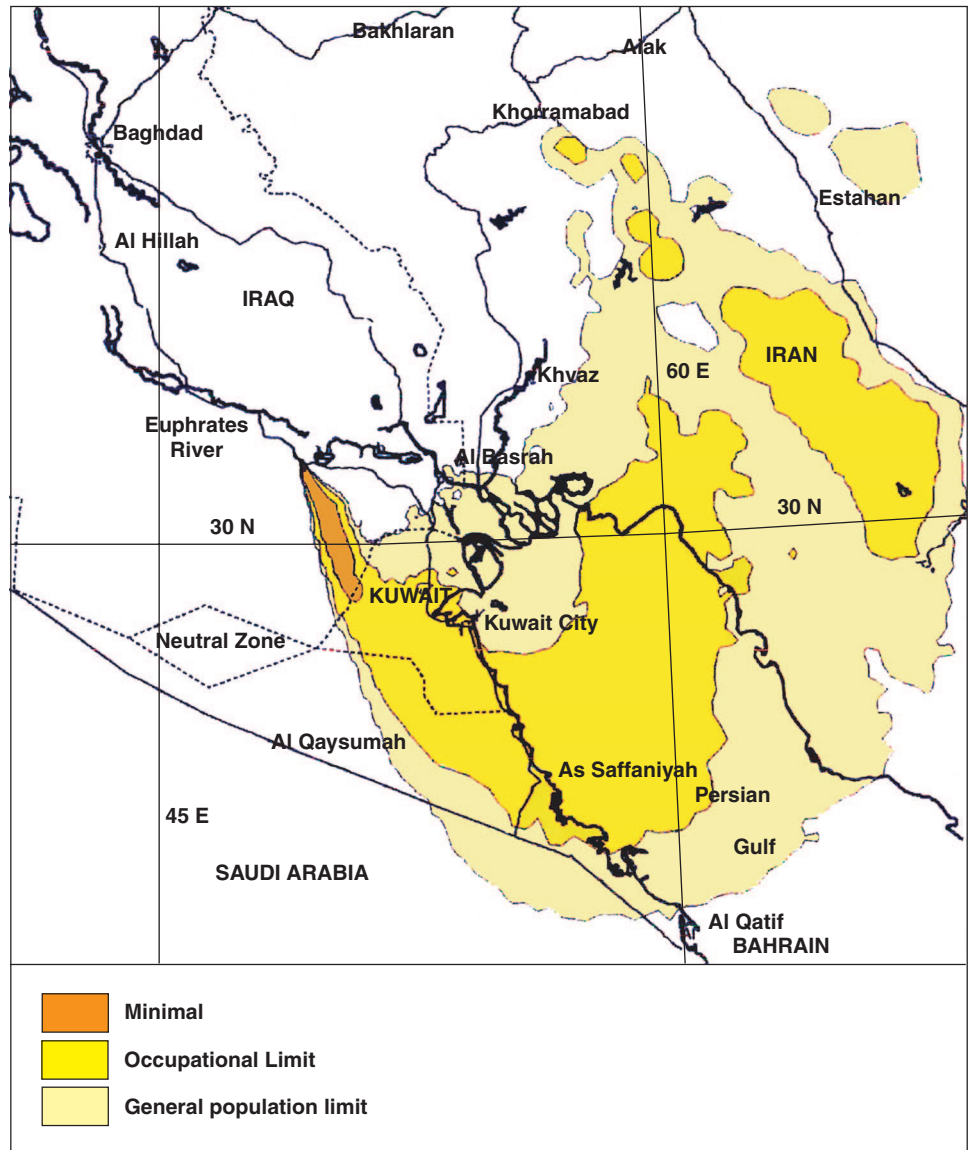 Bakhlaran
Alak
Khorramabad
Baghdad
Estahan
Al Hillah
IRAQ
IRAN
60 E
Khvaz
Euphrates
River
Al Basrah
30 N
30 N
KUWAIT
Kuwait City
Neutral Zone
Al Qaysumah
As Saffaniyah
Persian
45 E
Gulf
SAUDI ARABIA
Al Qatif
BAHRAIN
Minimal
Occupational Limit
General population limit